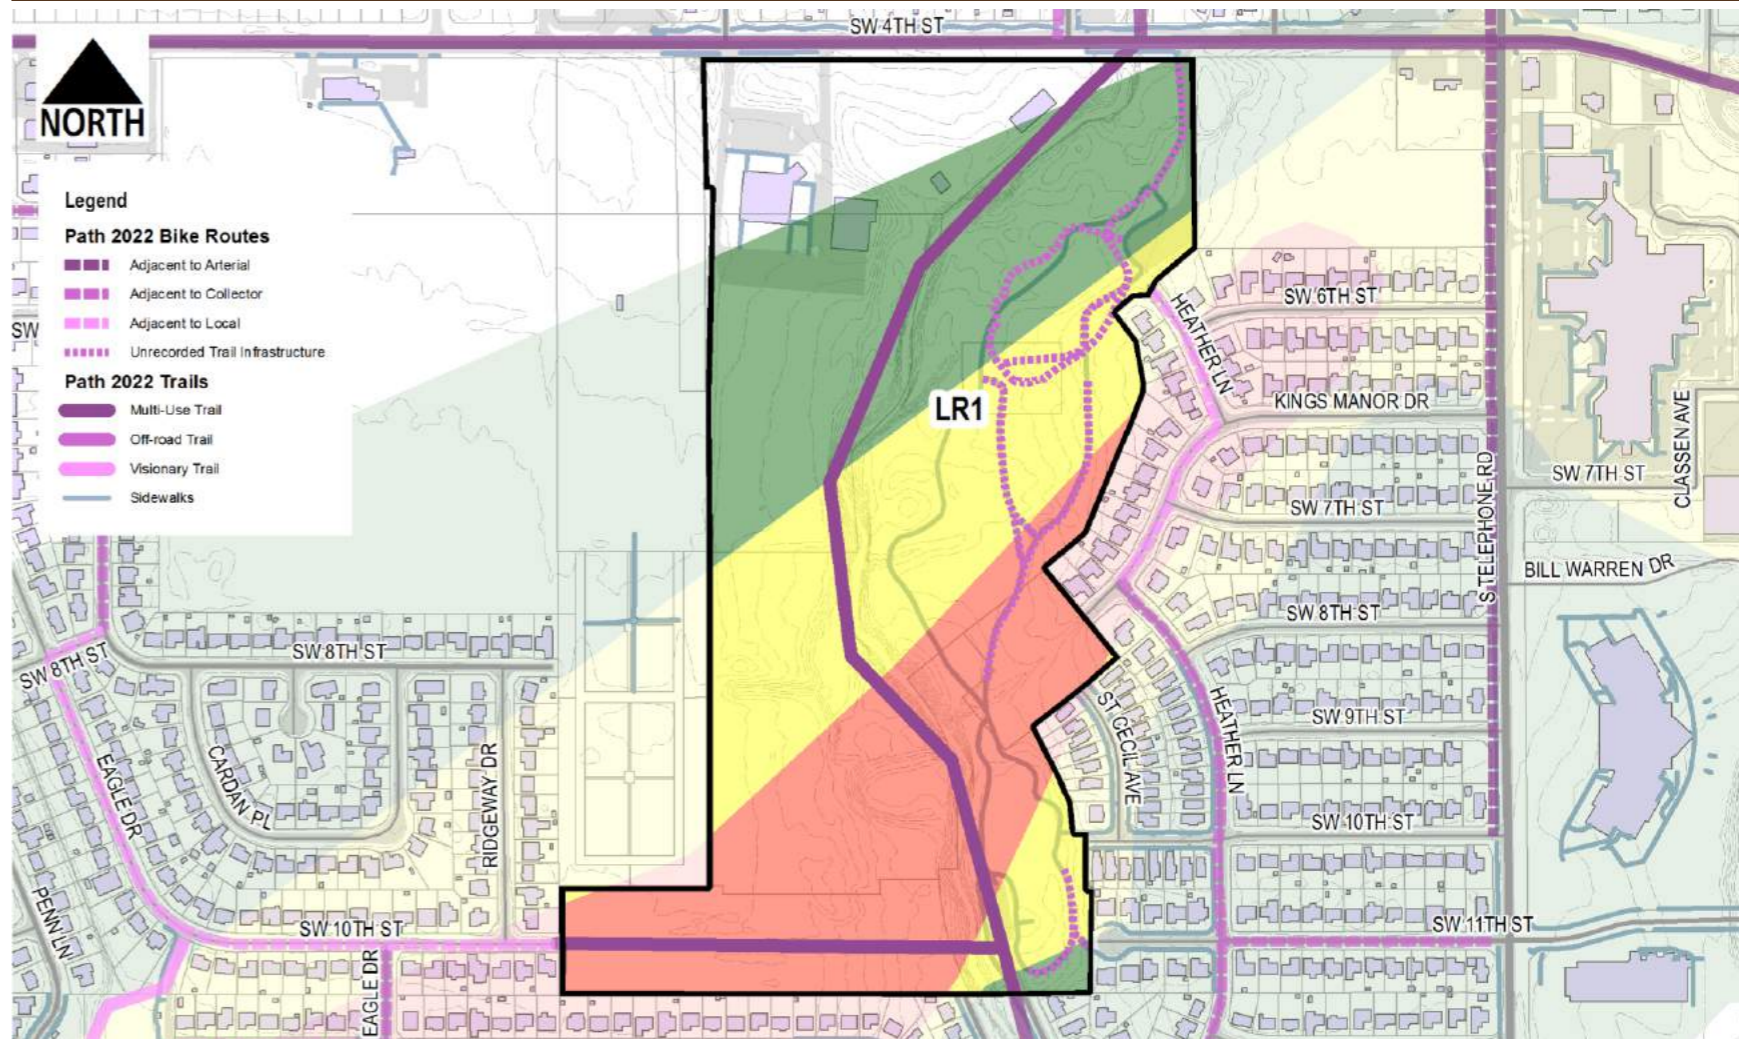 SW 4TH ST
NORTH
Legend
Path 2022 Bike Routes
Adjacent to Arterial
Adjacent to Collector
Adjacent to Local
Unrecorded Trail Infrastructure
Path 2022 Trails
Multi-Use Trail
Off-road Trail
Visionary Trail
Sidewalks
SW
LR1
HEATHER LN
SW 6TH ST
KINGS MANOR DR
SW 7TH ST
S TELEPHONE RD
SW 7TH ST
CLASSEN AVE
BILL WARREN DR
SW 8TH ST
SW 8TH ST
SW 8TH ST
EAGLE DR
CARDAN PL
RIDGEWAY DR
ST CECIL AVE
HEATHER LN
SW 9TH ST
SW 10TH ST
PENN LN
SW 10TH ST
EAGLE DR
SW 11TH ST